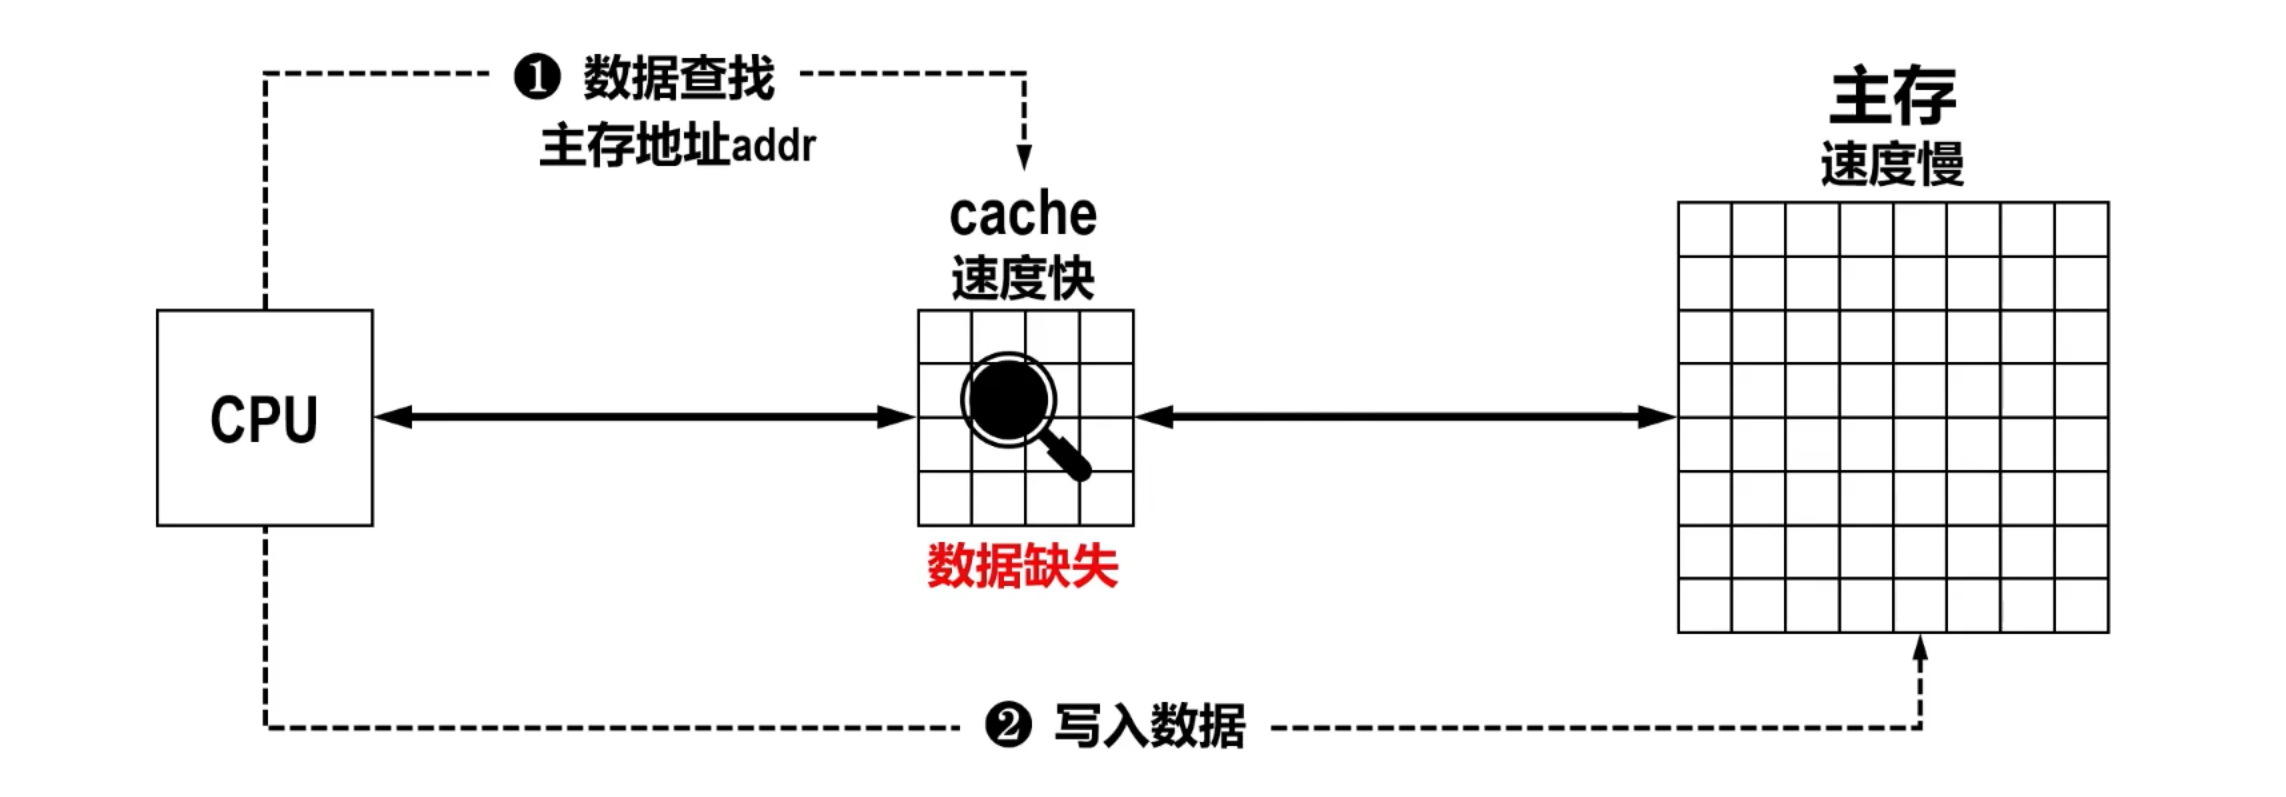 ❶ 数据查找
主存地址addr
主存
速度慢
cache
速度快
CPU
数据缺失
❷ 写入数据